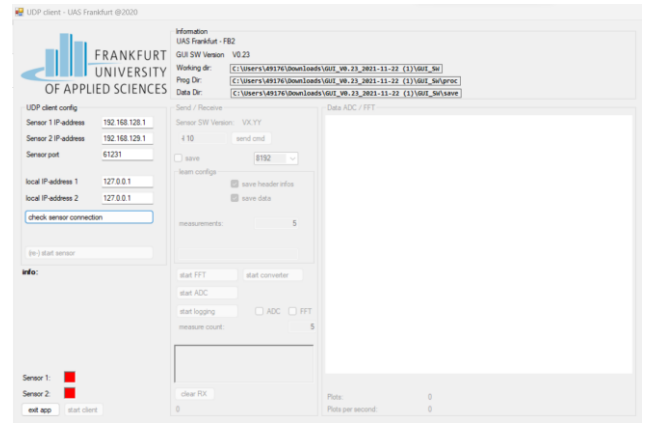 UDP client - UAS Frankfurt @2020
FRANKFURT
UNIVERSITY
OF APPLIED SCIENCES
Infomation
UAS Frankfurt - FB2
GUI SW Version V0.23
Working dir: C:\Users\49176\Downloads\GUI_V0.23_2021-11-22 (1)\GUI_SW
Prog Dir: C:\Users\49176\Downloads\GUI_V0.23_2021-11-22 (1)\GUI_SW\proc
Data Dir: C:\Users\49176\Downloads\GUI_V0.23_2021-11-22 (1)\GUI_SW\save
UDP client config
Sensor 1 IP-address 192.168.128.1
Sensor 2 IP-address 192.168.129.1
Sensor port 61231
local IP-address 1 127.0.0.1
local IP-address 2 127.0.0.1
check sensor connection
(re-) start sensor
info:
Sensor 1:
Sensor 2:
exit app start client
Send / Receive
Sensor SW Version: VX.YY
-i 10 send cmd
save 8192
learn configs
save header infos
save data
measurements: 5
start FFT start converter
start ADC
start logging ADC FFT
measure count: 5
clear RX
0
Data ADC / FFT
Plots: 0
Plots per second: 0